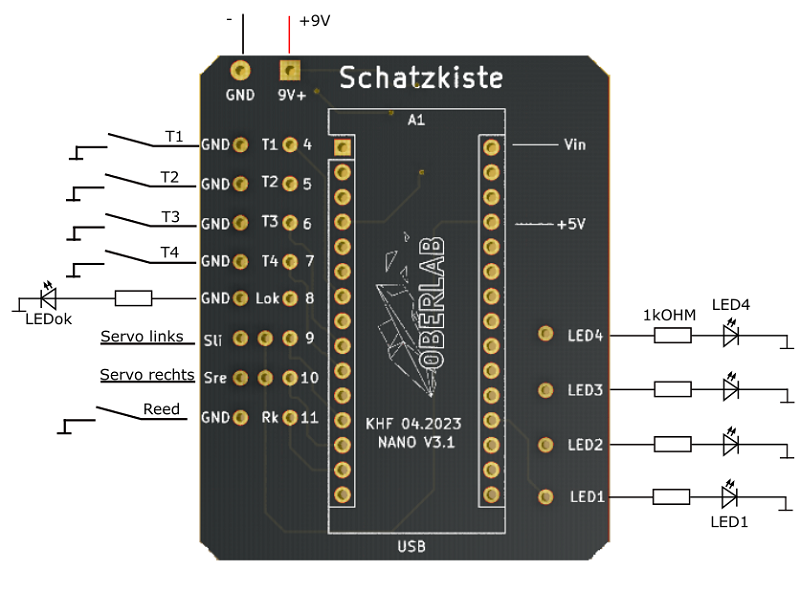 - +9V
Schatzkiste
GND 9V+
A1
T1 GND T1 4 Vin
T2 GND T2 5
T3 GND T3 6 +5V
T4 GND T4 7
LEDok GND Lok 8
OBERLAB
Servo links Sli 9
1kOHM LED4
LED4
Servo rechts Sre 10
LED3
Reed GND Rk 11
KHF 04.2023
NANO V3.1
LED2
LED1
LED1
USB